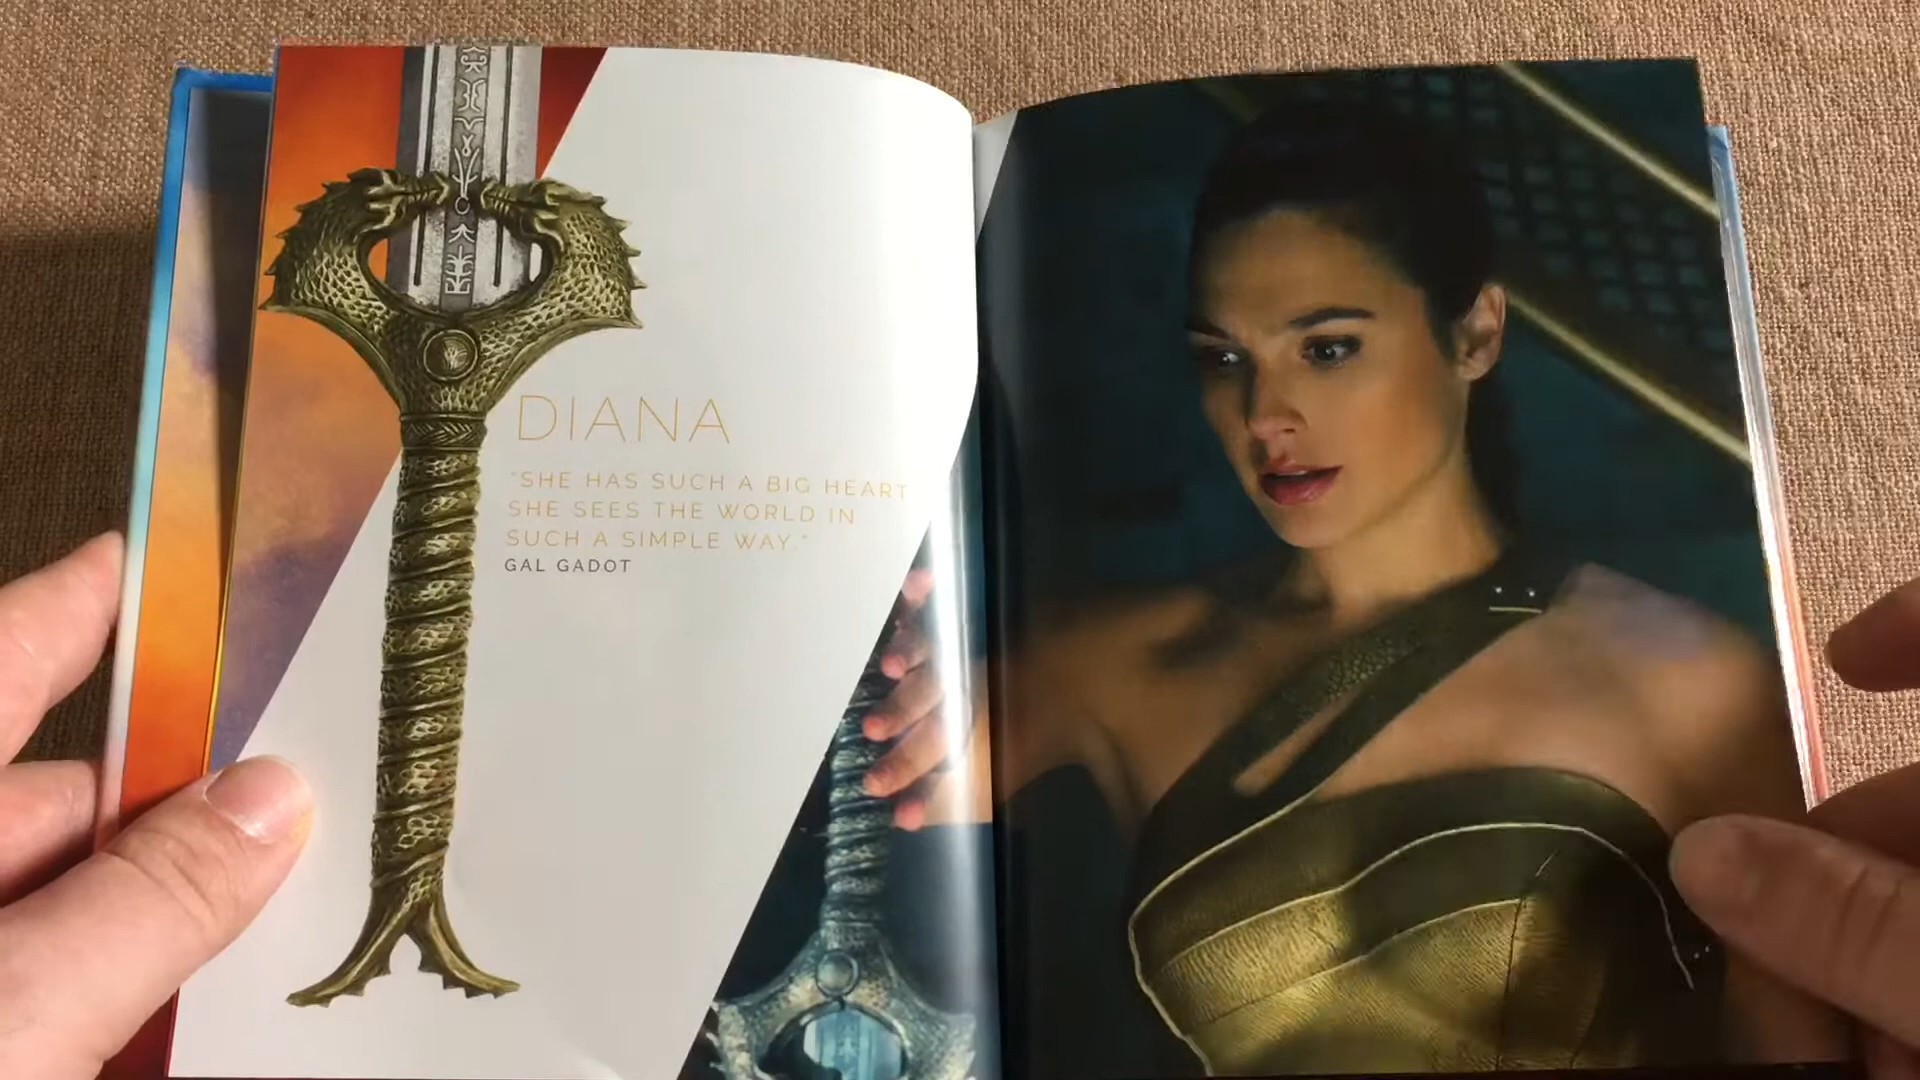 DIANA
"SHE HAS SUCH A BIG HEART
SHE SEES THE WORLD IN
SUCH A SIMPLE WAY."
GAL GADOT